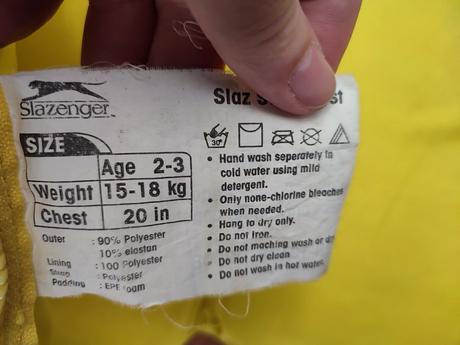 Slazenger
SIZE
Age 2-3
Weight 15-18 kg
Chest 20 in
Outer : 90% Polyester
10% elastan
Lining : 100 Polyester
Strap : Polyester
Padding : EPE foam
Slaz
st
30°
• Hand wash seperately in
cold water using mild
detergent.
• Only none-chlorine bleaches
when needed.
• Hang to dry only.
• Do not Iron.
• Do not maching wash or
• Do not dry clean
• Do not wash in hot water.